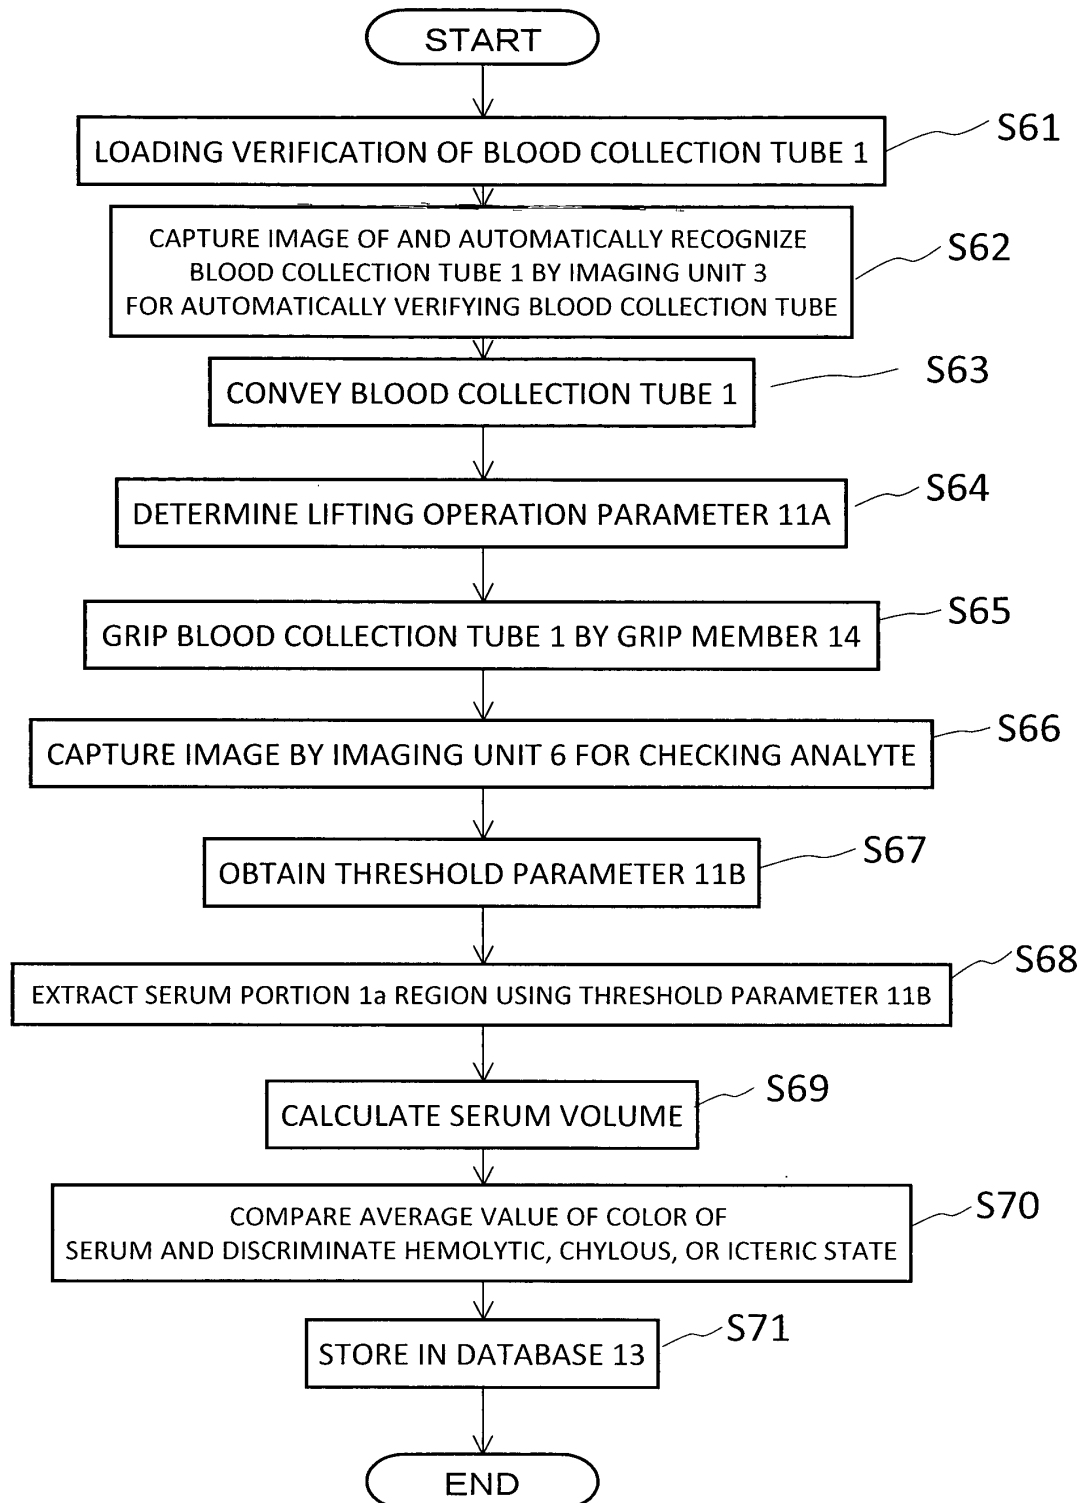 START
LOADING VERIFICATION OF BLOOD COLLECTION TUBE 1
S61
CAPTURE IMAGE OF AND AUTOMATICALLY RECOGNIZE
BLOOD COLLECTION TUBE 1 BY IMAGING UNIT 3
FOR AUTOMATICALLY VERIFYING BLOOD COLLECTION TUBE
S62
CONVEY BLOOD COLLECTION TUBE 1
S63
DETERMINE LIFTING OPERATION PARAMETER 11A
S64
GRIP BLOOD COLLECTION TUBE 1 BY GRIP MEMBER 14
S65
CAPTURE IMAGE BY IMAGING UNIT 6 FOR CHECKING ANALYTE
S66
OBTAIN THRESHOLD PARAMETER 11B
S67
EXTRACT SERUM PORTION 1a REGION USING THRESHOLD PARAMETER 11B
S68
CALCULATE SERUM VOLUME
S69
COMPARE AVERAGE VALUE OF COLOR OF
SERUM AND DISCRIMINATE HEMOLYTIC, CHYLOUS, OR ICTERIC STATE
S70
STORE IN DATABASE 13
S71
END